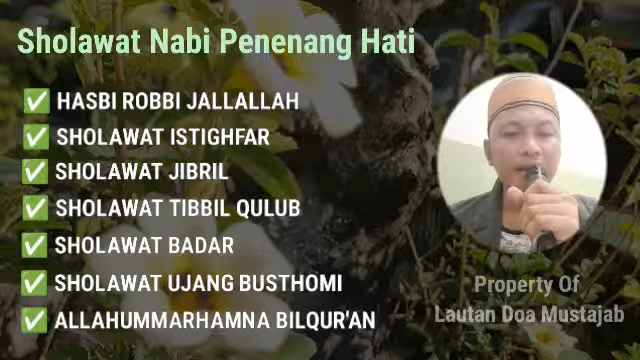 Sholawat Nabi Penenang Hati
HASBI ROBBI JALLALLAH
SHOLAWAT ISTIGHFAR
SHOLAWAT JIBRIL
SHOLAWAT TIBBIL QULUB
SHOLAWAT BADAR
SHOLAWAT UJANG BUSTHOMI
ALLAHUMMARHAMNA BILQUR'AN
Property Of
Lautan Doa Mustajab